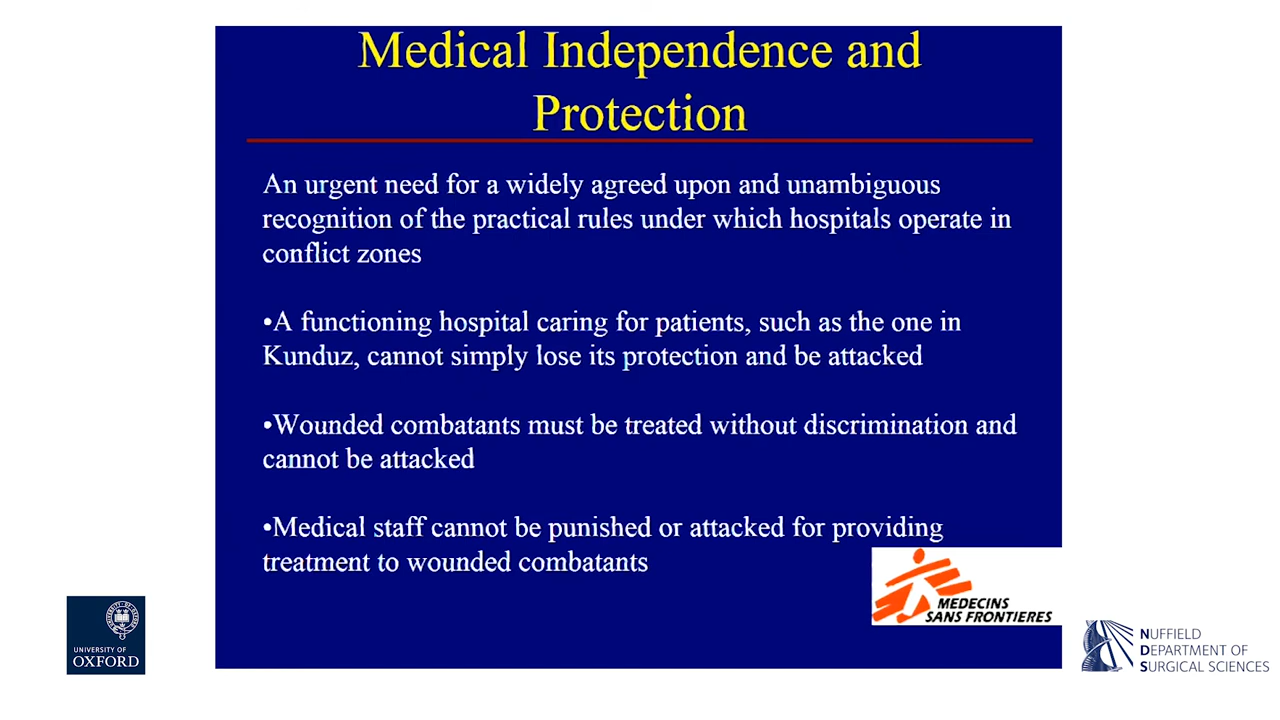 Medical Independence and
Protection
An urgent need for a widely agreed upon and unambiguous
recognition of the practical rules under which hospitals operate in
conflict zones
•A functioning hospital caring for patients, such as the one in
Kunduz, cannot simply lose its protection and be attacked
•Wounded combatants must be treated without discrimination and
cannot be attacked
•Medical staff cannot be punished or attacked for providing
treatment to wounded combatants
MEDECINS
SANS FRONTIERES
UNIVERSITY OF
OXFORD
NUFFIELD
DEPARTMENT OF
SURGICAL SCIENCES